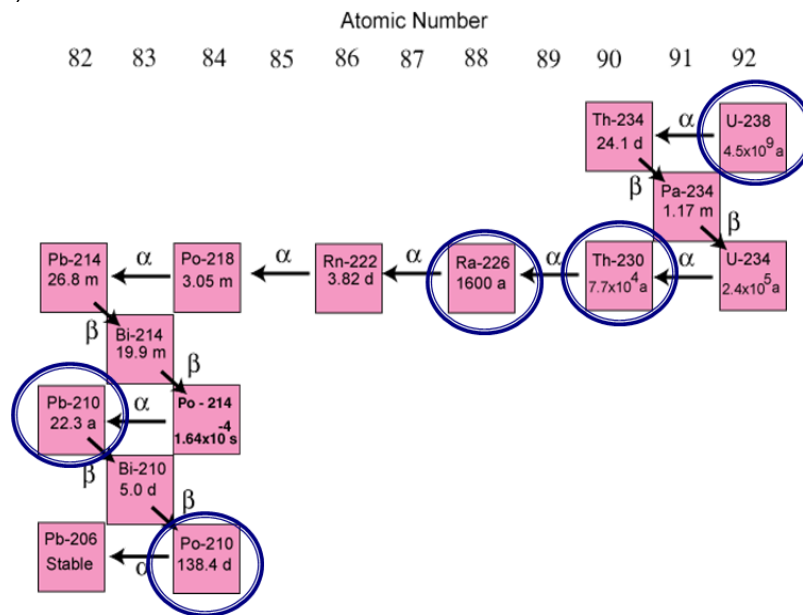 )
Atomic Number
82 83 84 85 86 87 88 89 90 91 92
Th-234
24.1 d
α
U-238
4.5x10⁹a
β
Pa-234
1.17 m
β
Pb-214
26.8 m
α
Po-218
3.05 m
α
Rn-222
3.82 d
α
Ra-226
1600 a
α
Th-230
7.7x10⁴a
α
U-234
2.4x10⁵a
β
Bi-214
19.9 m
β
Pb-210
22.3 a
α
Po - 214
-4
1.64x10 s
β
Bi-210
5.0 d
β
Pb-206
Stable
α
Po-210
138.4 d